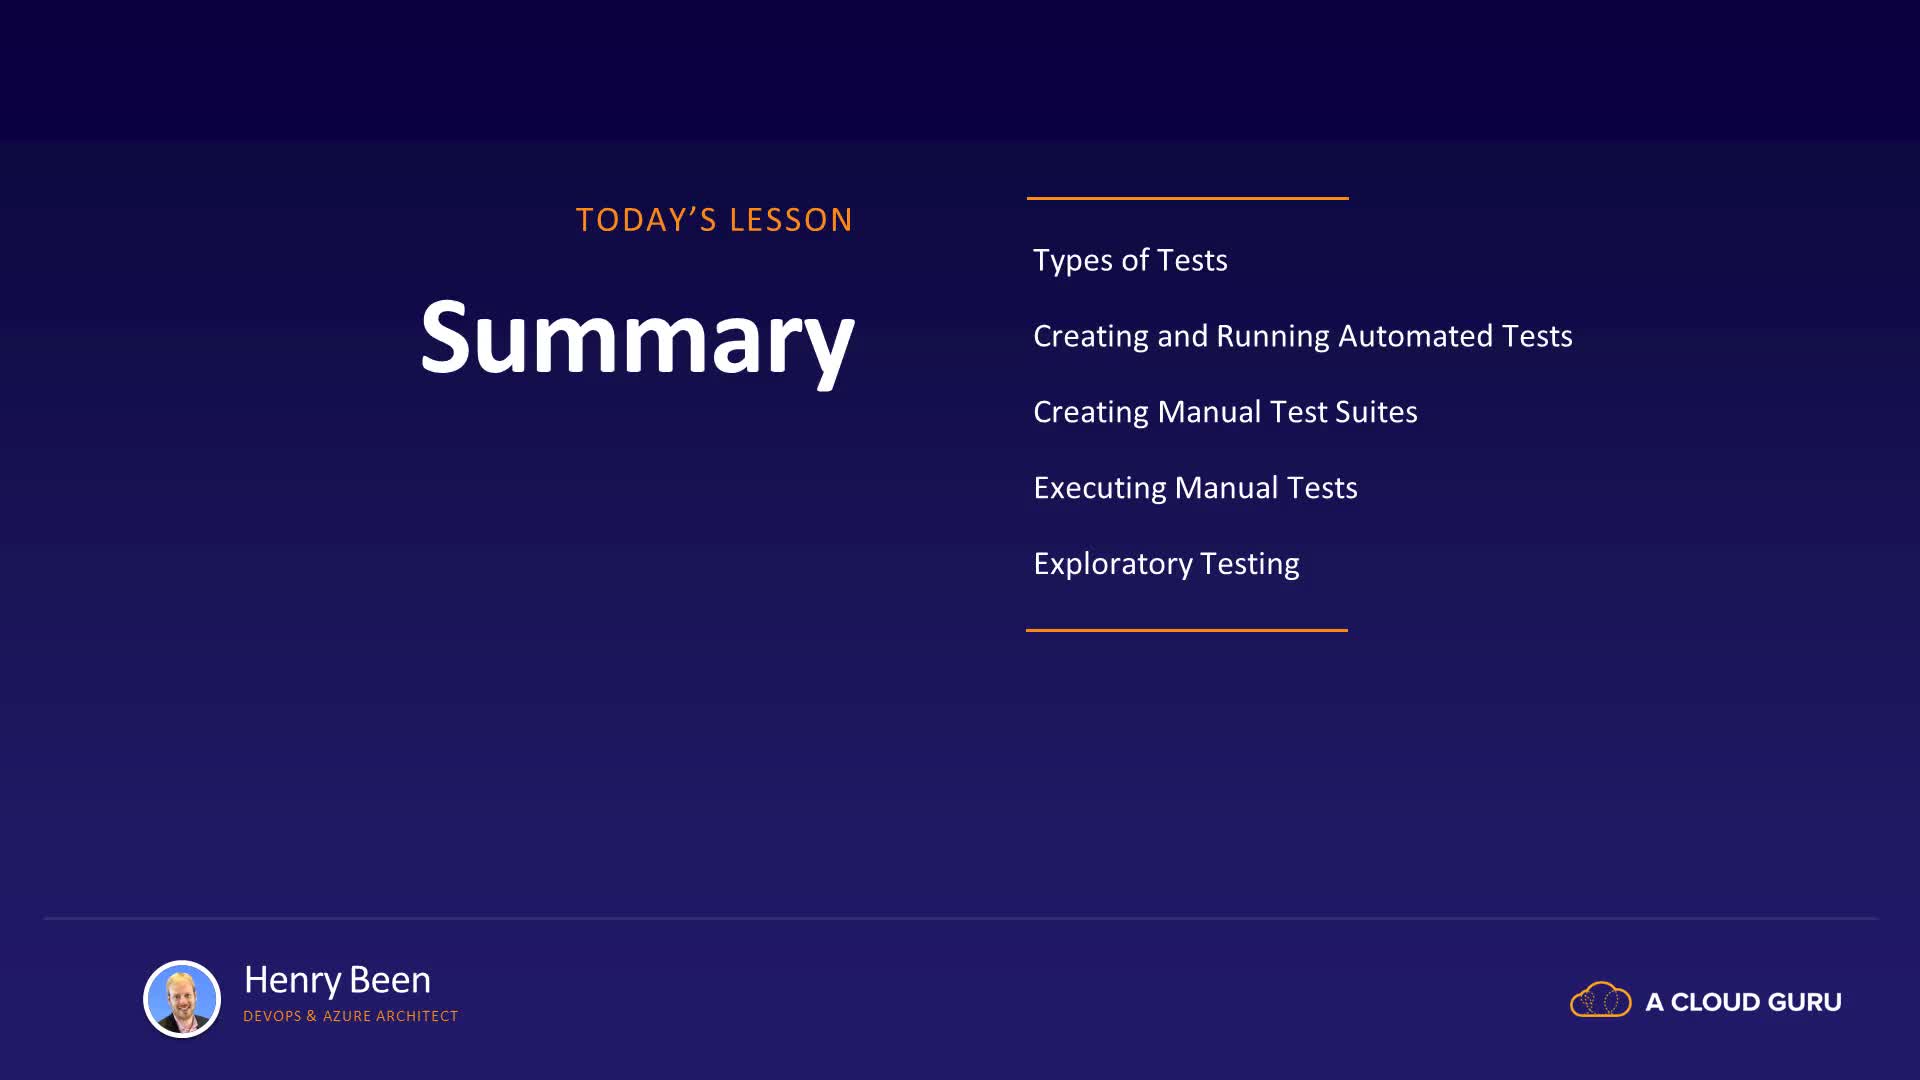 TODAY’S LESSON
Summary
Types of Tests
Creating and Running Automated Tests
Creating Manual Test Suites
Executing Manual Tests
Exploratory Testing
Henry Been
DEVOPS & AZURE ARCHITECT
A CLOUD GURU